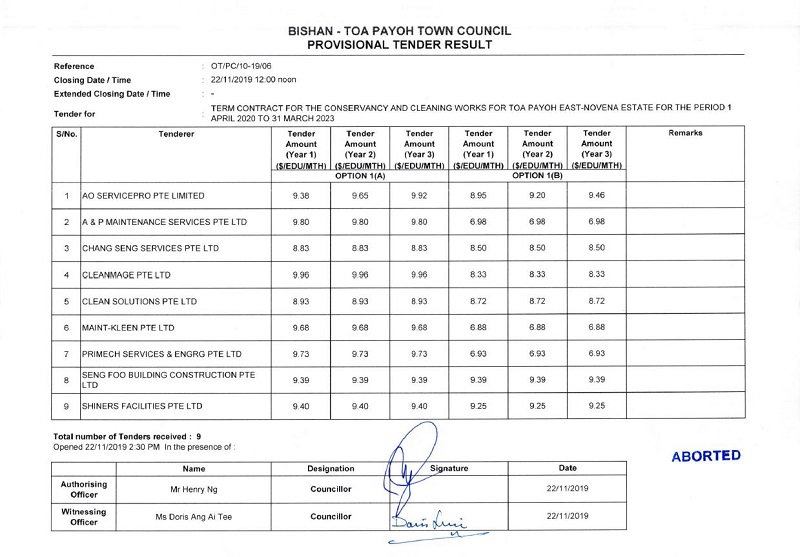 BISHAN - TOA PAYOH TOWN COUNCIL
PROVISIONAL TENDER RESULT
Reference : OT/PC/10-19/06
Closing Date / Time : 22/11/2019 12:00 noon
Extended Closing Date / Time : -
Tender for : TERM CONTRACT FOR THE CONSERVANCY AND CLEANING WORKS FOR TOA PAYOH EAST-NOVENA ESTATE FOR THE PERIOD 1
APRIL 2020 TO 31 MARCH 2023
S/No. Tenderer Tender Tender Tender Tender Tender Tender Remarks
Amount Amount Amount Amount Amount Amount
(Year 1) (Year 2) (Year 3) (Year 1) (Year 2) (Year 3)
($/EDU/MTH) ($/EDU/MTH) ($/EDU/MTH) ($/EDU/MTH) ($/EDU/MTH) ($/EDU/MTH)
OPTION 1(A) OPTION 1(B)
1 AO SERVICEPRO PTE LIMITED 9.38 9.65 9.92 8.95 9.20 9.46
2 A & P MAINTENANCE SERVICES PTE LTD 9.80 9.80 9.80 6.98 6.98 6.98
3 CHANG SENG SERVICES PTE LTD 8.83 8.83 8.83 8.50 8.50 8.50
4 CLEANMAGE PTE LTD 9.96 9.96 9.96 8.33 8.33 8.33
5 CLEAN SOLUTIONS PTE LTD 8.93 8.93 8.93 8.72 8.72 8.72
6 MAINT-KLEEN PTE LTD 9.68 9.68 9.68 6.88 6.88 6.88
7 PRIMECH SERVICES & ENGRG PTE LTD 9.73 9.73 9.73 6.93 6.93 6.93
8 SENG FOO BUILDING CONSTRUCTION PTE
LTD 9.39 9.39 9.39 9.39 9.39 9.39
9 SHINERS FACILITIES PTE LTD 9.40 9.40 9.40 9.25 9.25 9.25
Total number of Tenders received : 9
Opened 22/11/2019 2:30 PM In the presence of :
ABORTED
Name Designation Signature Date
Authorising
Officer Mr Henry Ng Councillor 22/11/2019
Witnessing
Officer Ms Doris Ang Ai Tee Councillor 22/11/2019